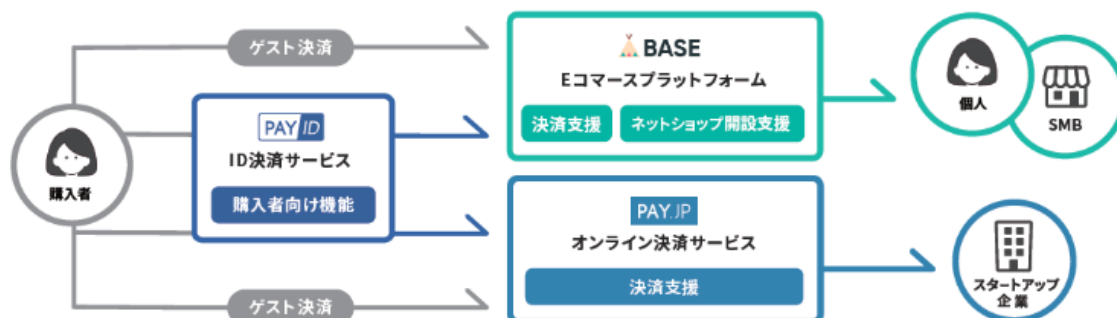 ゲスト決済
購入者
PAY ID
ID決済サービス
購入者向け機能
ゲスト決済
BASE
Eコマースプラットフォーム
決済支援
ネットショップ開設支援
PAY.JP
オンライン決済サービス
決済支援
個人
SMB
スタートアップ
企業